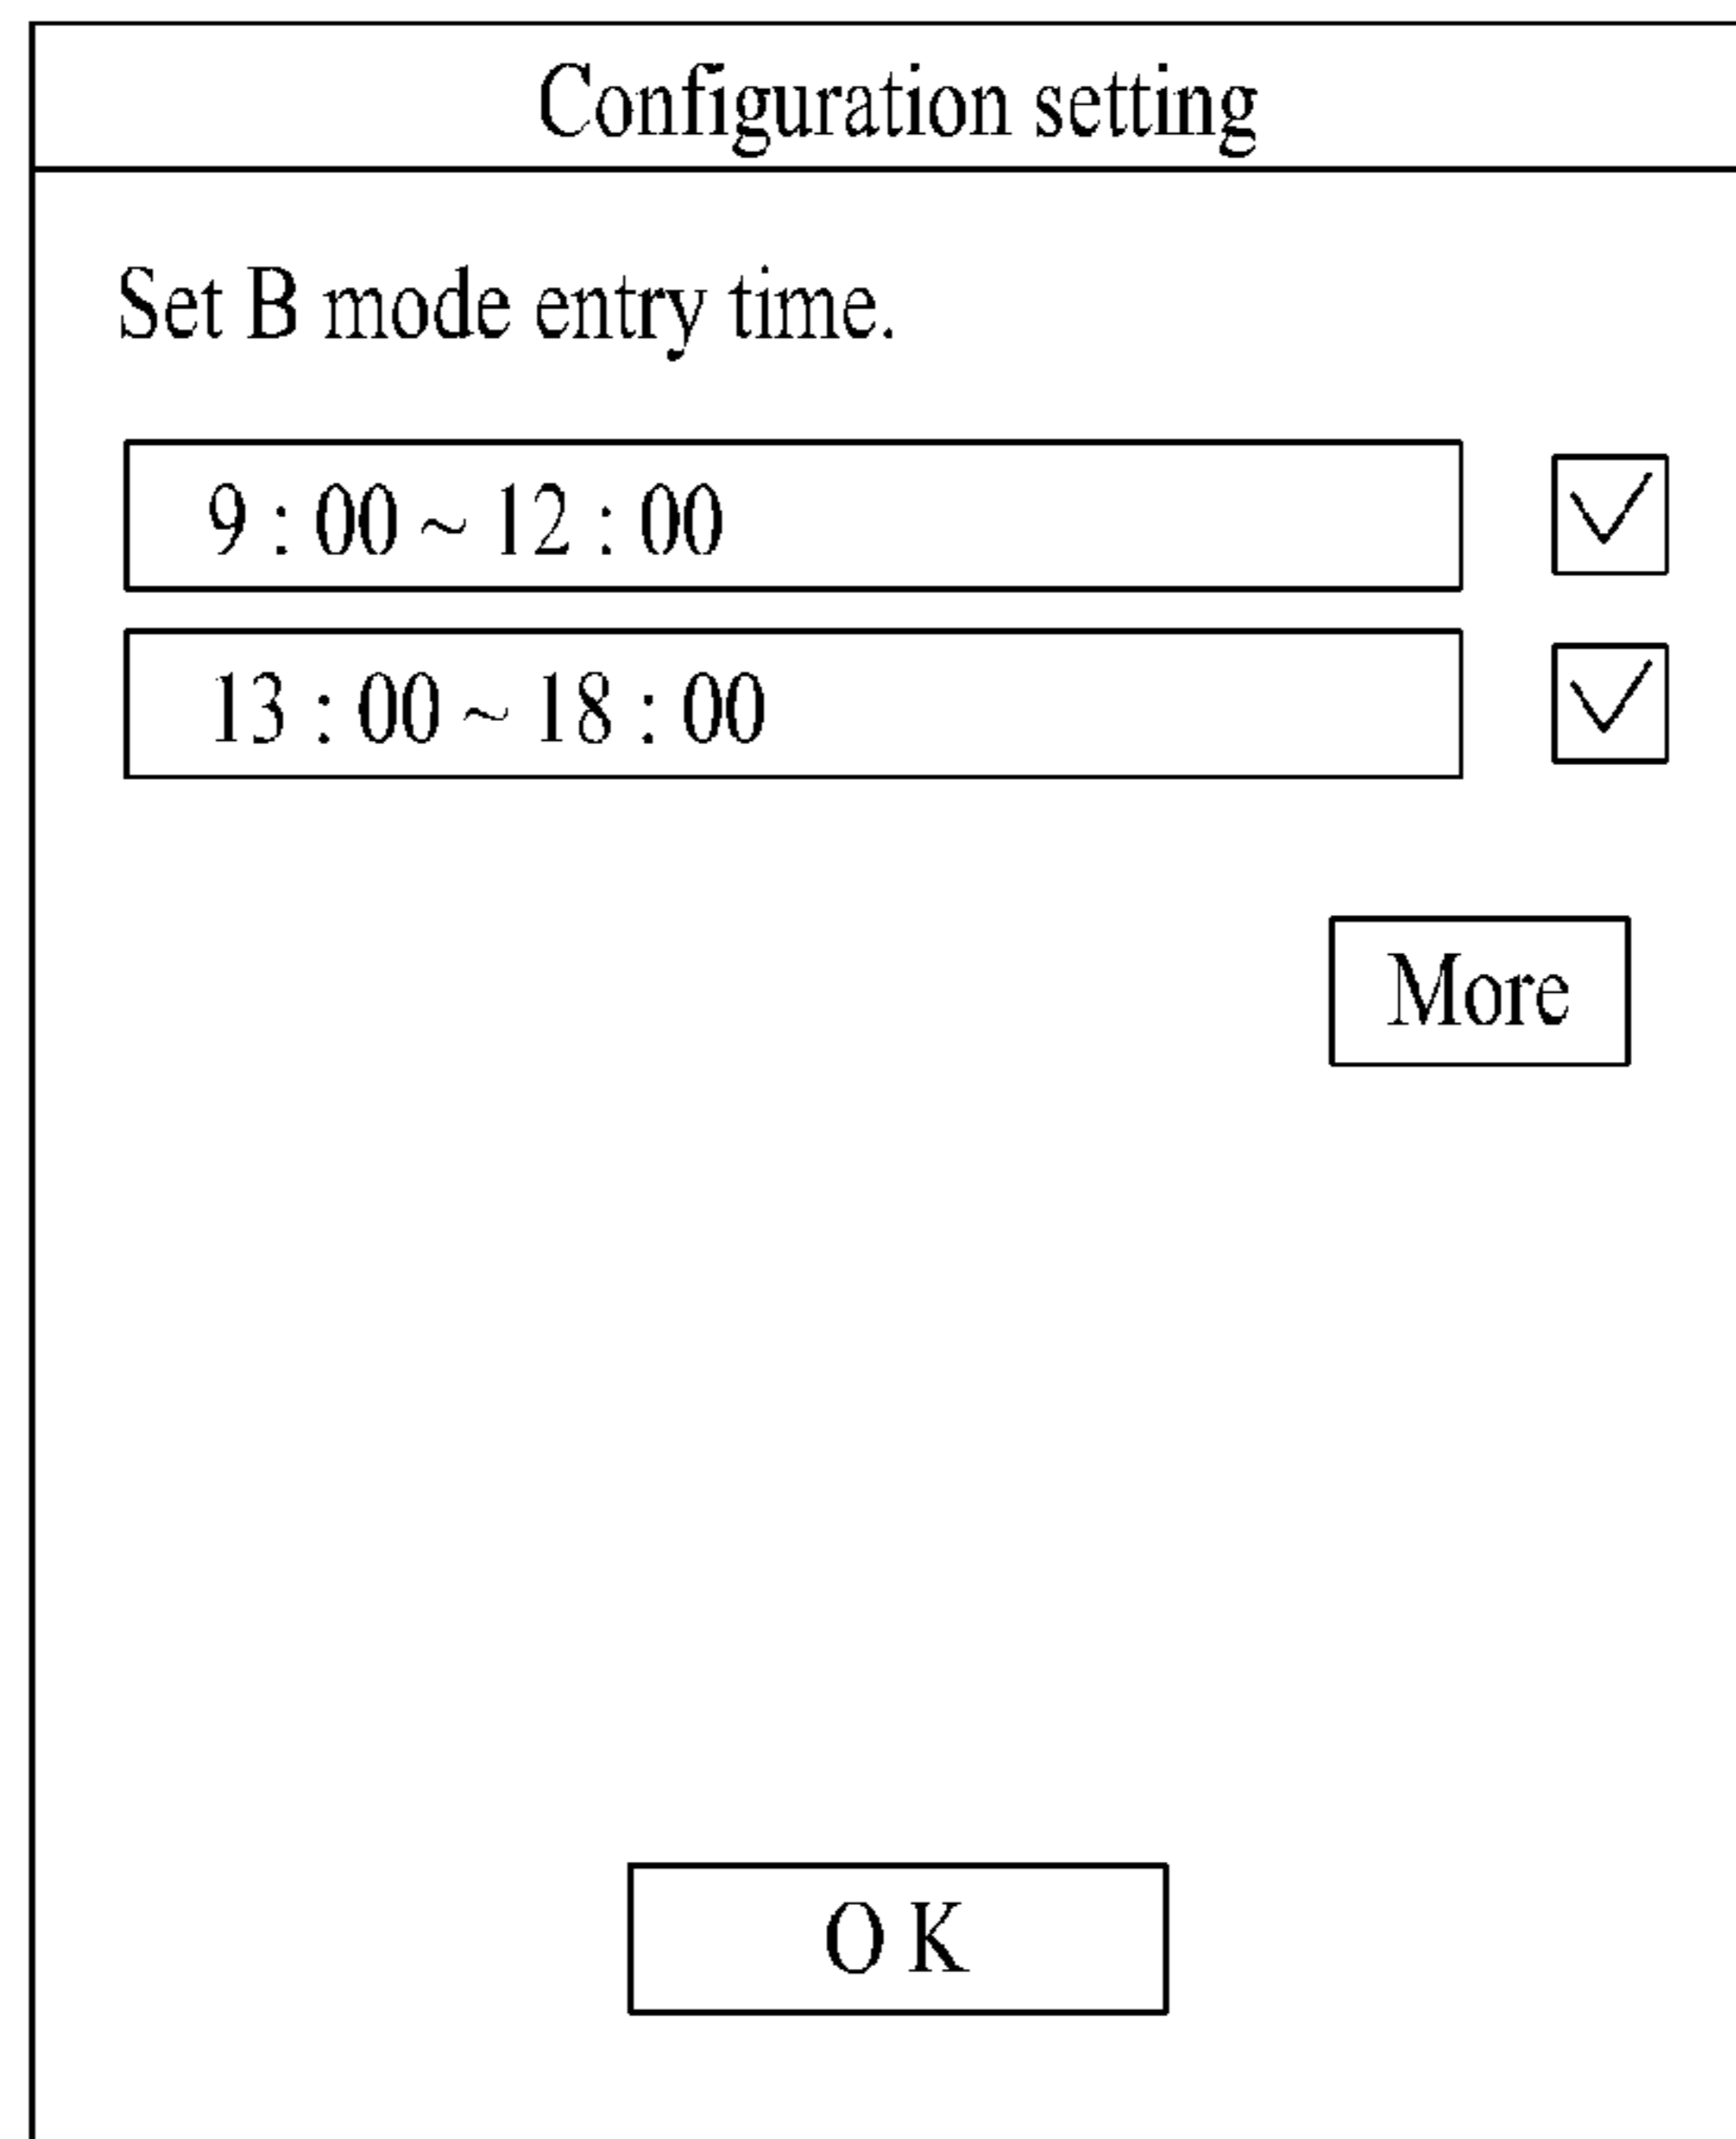 Configuration setting
Set B mode entry time.
9 : 00 ~ 12 : 00
13 : 00 ~ 18 : 00
More
O K